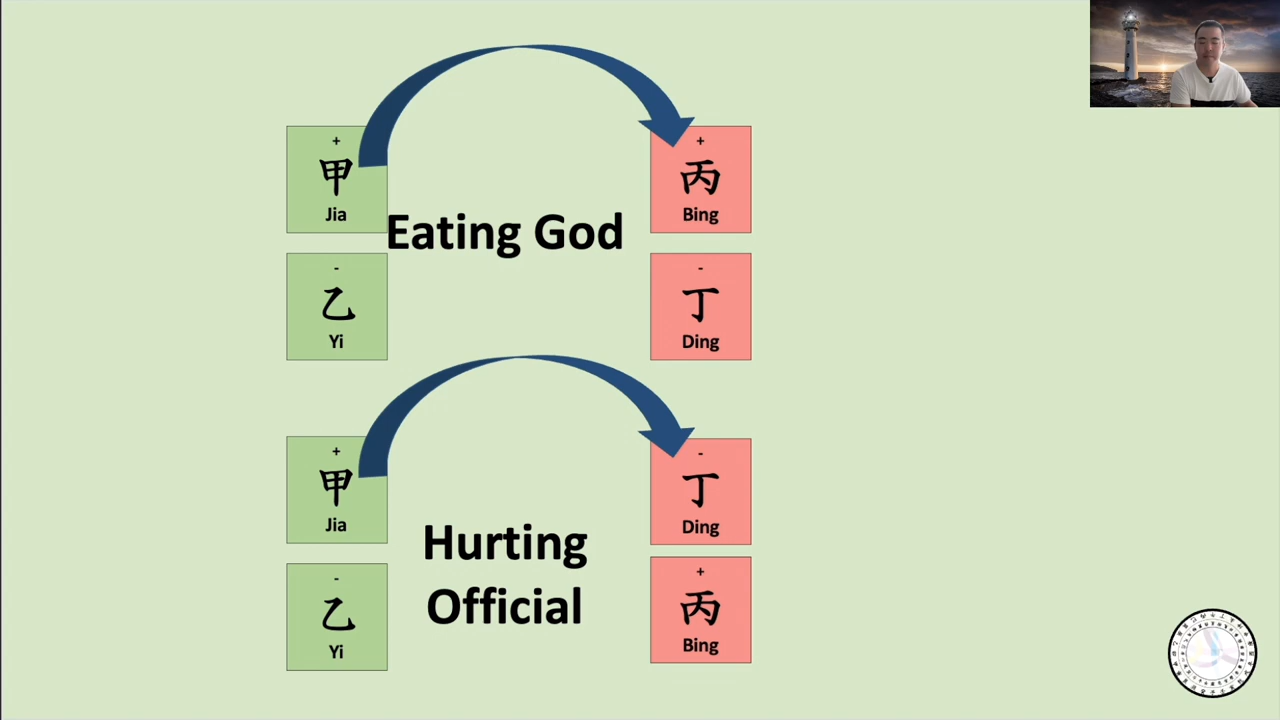 +
甲
Jia
+
丙
Bing
Eating God
-
乙
Yi
-
丁
Ding
+
甲
Jia
-
丁
Ding
Hurting
Official
-
乙
Yi
+
丙
Bing